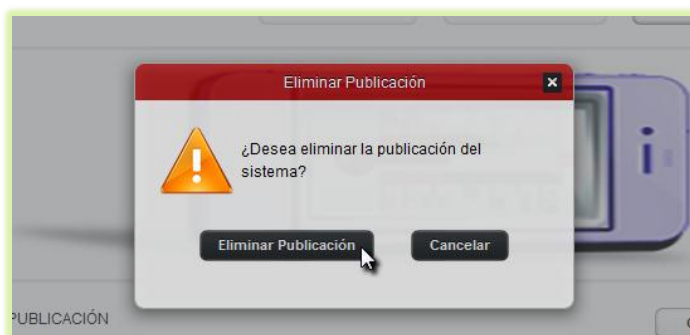 Eliminar Publicación
¿Desea eliminar la publicación del
sistema?
Eliminar Publicación
Cancelar
PUBLICACIÓN